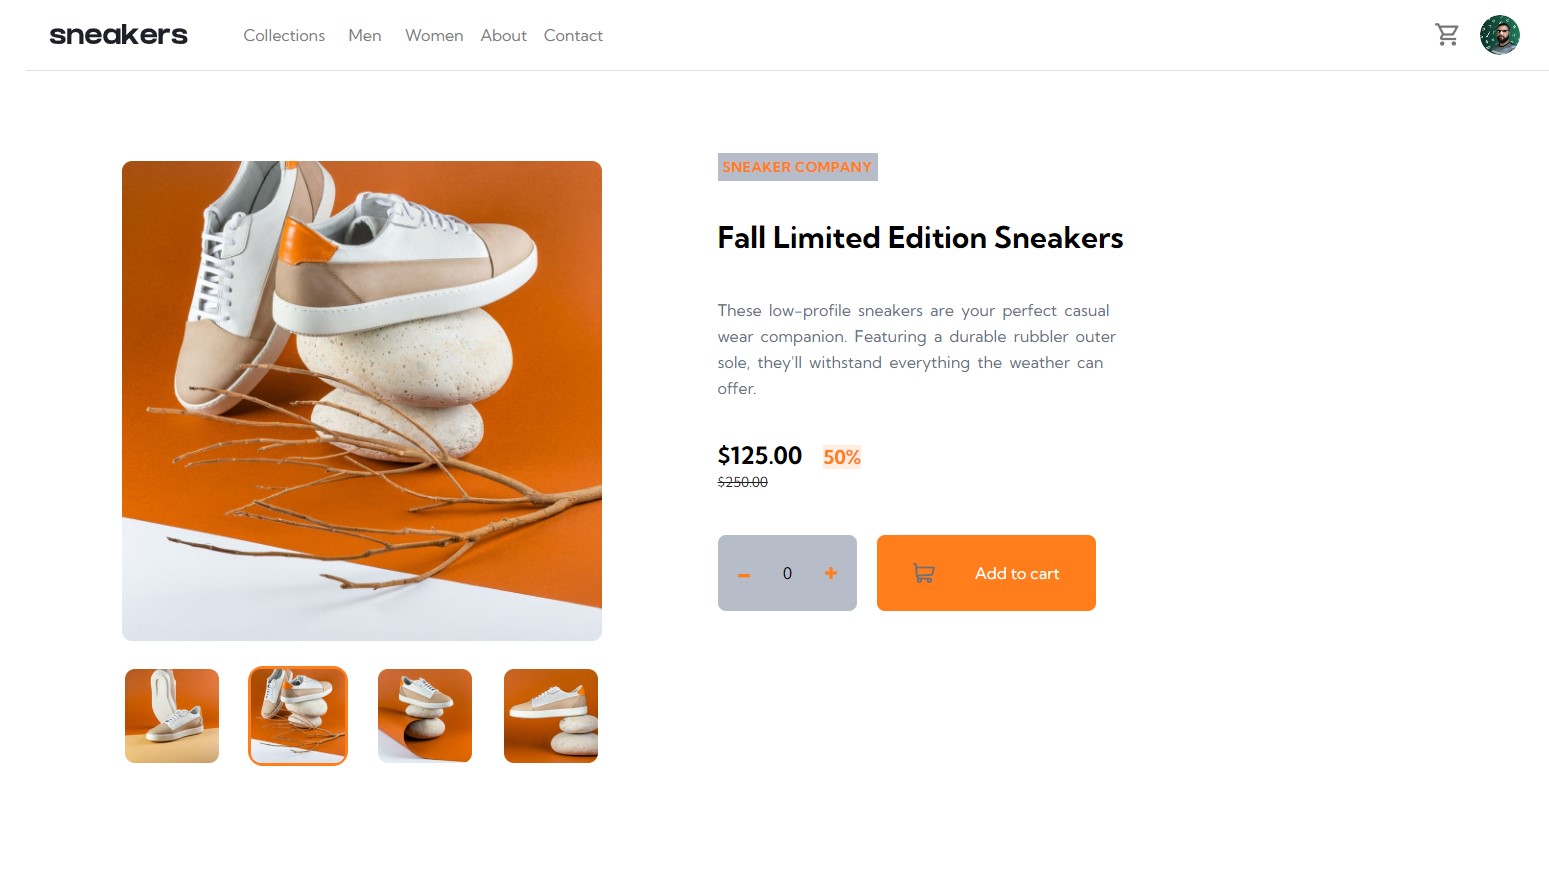 sneakers
Collections Men Women About Contact
SNEAKER COMPANY
Fall Limited Edition Sneakers
These low-profile sneakers are your perfect casual
wear companion. Featuring a durable rubbler outer
sole, they'll withstand everything the weather can
offer.
$125.00 50%
$250.00
- 0 + Add to cart